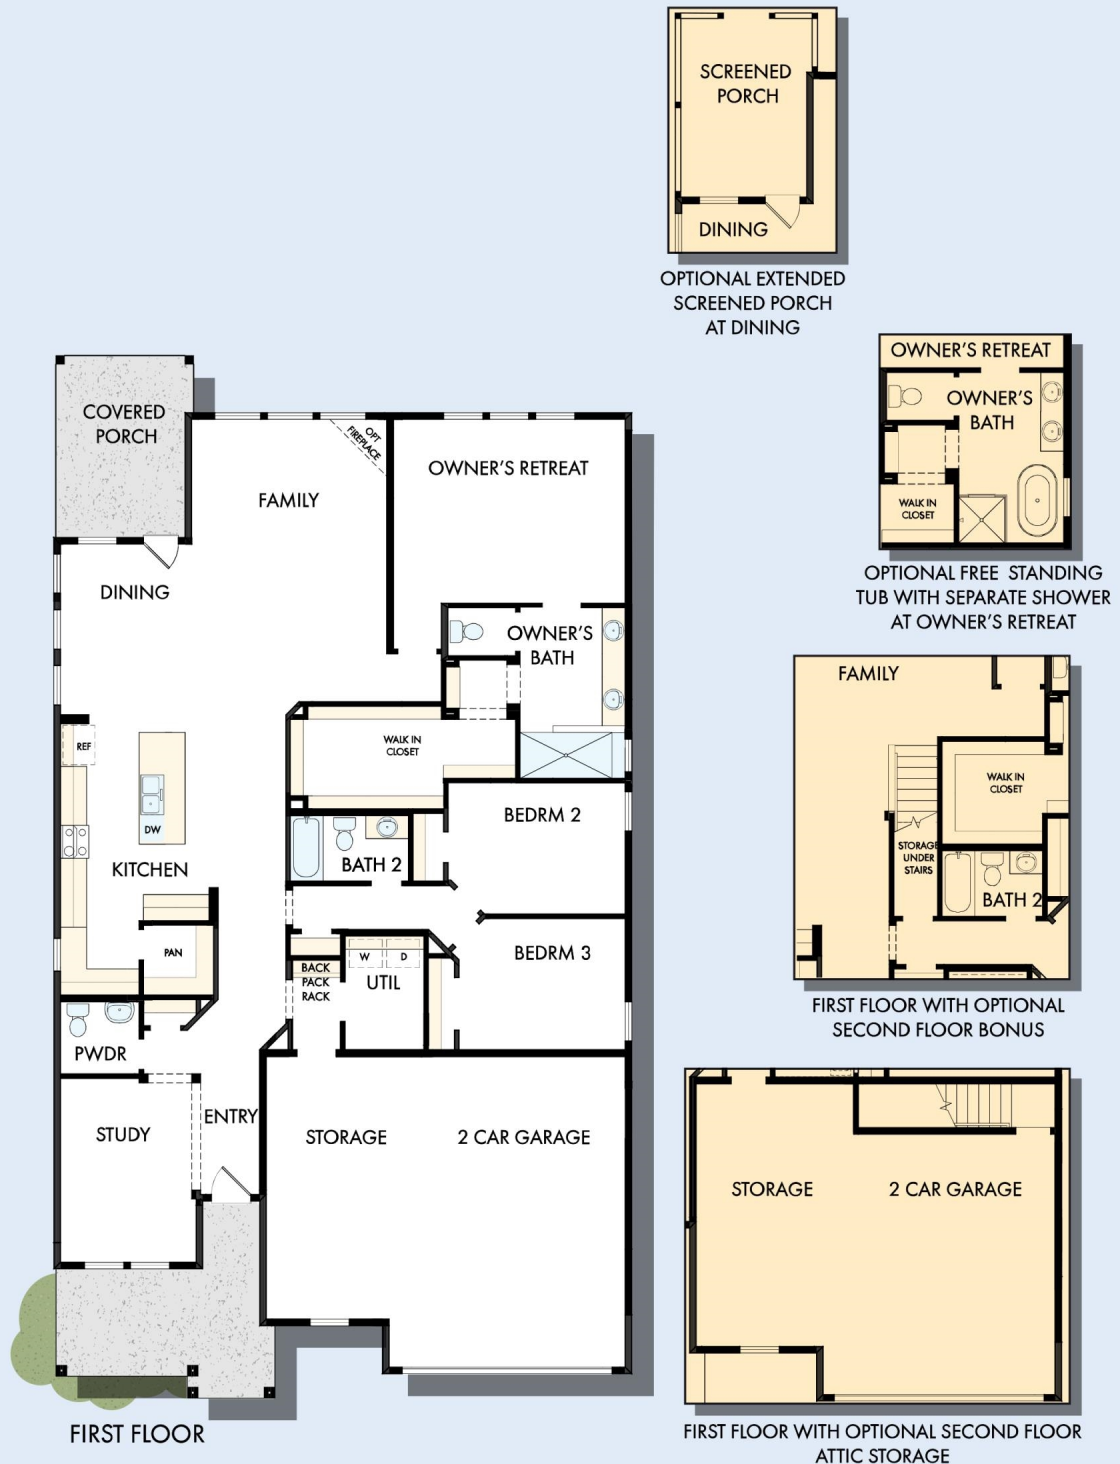 SCREENED
PORCH
DINING
OPTIONAL EXTENDED
SCREENED PORCH
AT DINING
OWNER'S RETREAT
OWNER'S
BATH
WALK IN
CLOSET
OPTIONAL FREE STANDING
TUB WITH SEPARATE SHOWER
AT OWNER'S RETREAT
COVERED
PORCH
OPT
FIREPLACE
FAMILY
OWNER'S RETREAT
DINING
OWNER'S
BATH
REF
WALK IN
CLOSET
DW
KITCHEN
BEDRM 2
BATH 2
PAN
BACK
PACK
RACK
W
D
UTIL
BEDRM 3
PWDR
STUDY
ENTRY
STORAGE
2 CAR GARAGE
FIRST FLOOR
FAMILY
WALK IN
CLOSET
STORAGE
UNDER
STAIRS
BATH 2
FIRST FLOOR WITH OPTIONAL
SECOND FLOOR BONUS
STORAGE
2 CAR GARAGE
FIRST FLOOR WITH OPTIONAL SECOND FLOOR
ATTIC STORAGE